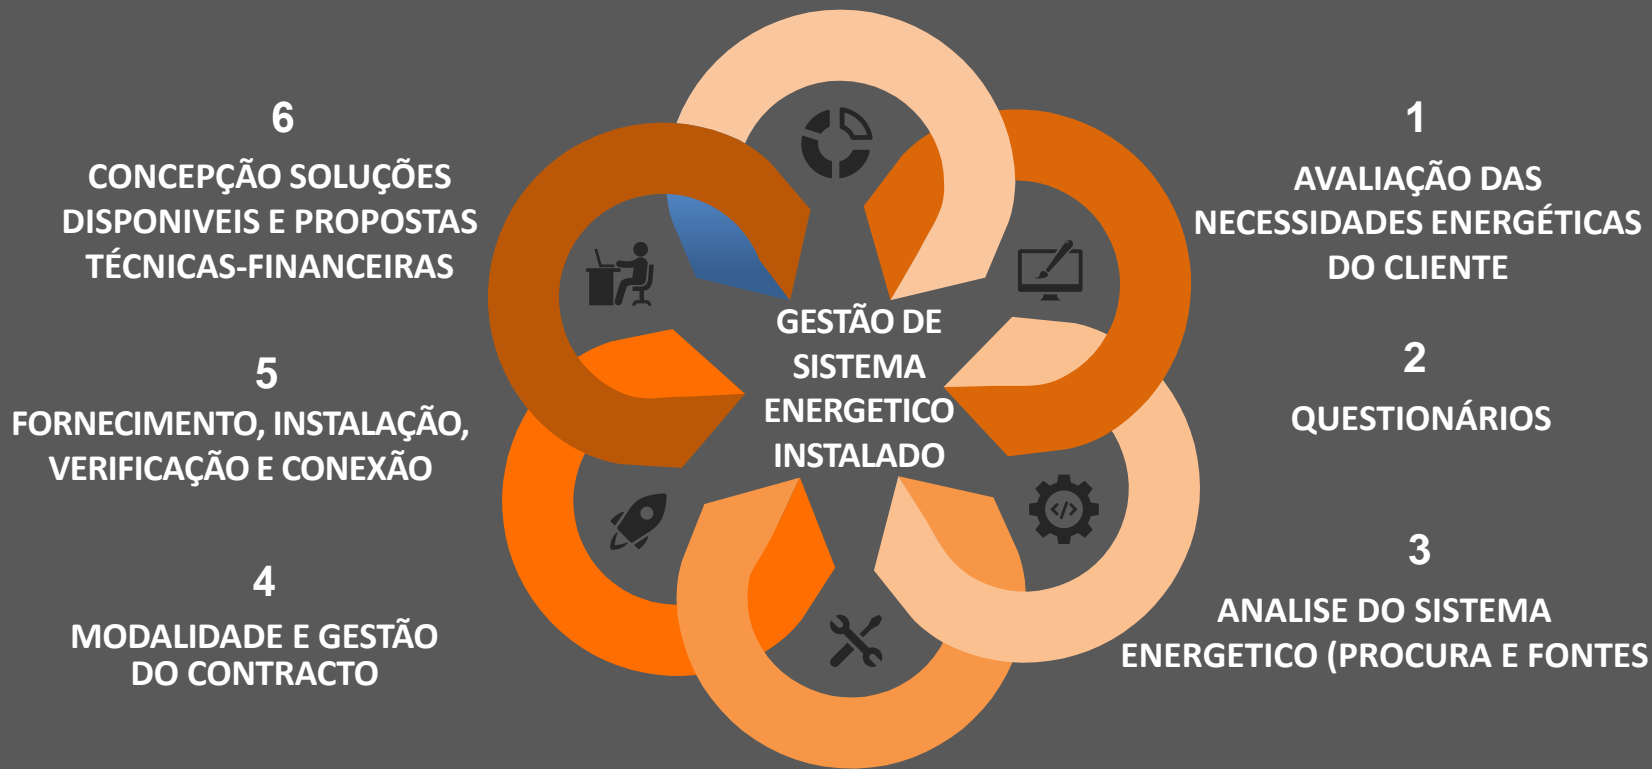 1
AVALIAÇÃO DAS
NECESSIDADES ENERGÉTICAS
DO CLIENTE
2
QUESTIONÁRIOS
3
ANALISE DO SISTEMA
ENERGETICO (PROCURA E FONTES
4
MODALIDADE E GESTÃO
DO CONTRACTO
5
FORNECIMENTO, INSTALAÇÃO,
VERIFICAÇÃO E CONEXÃO
6
CONCEPÇÃO SOLUÇÕES
DISPONIVEIS E PROPOSTAS
TÉCNICAS-FINANCEIRAS
GESTÃO DE
SISTEMA
ENERGETICO
INSTALADO